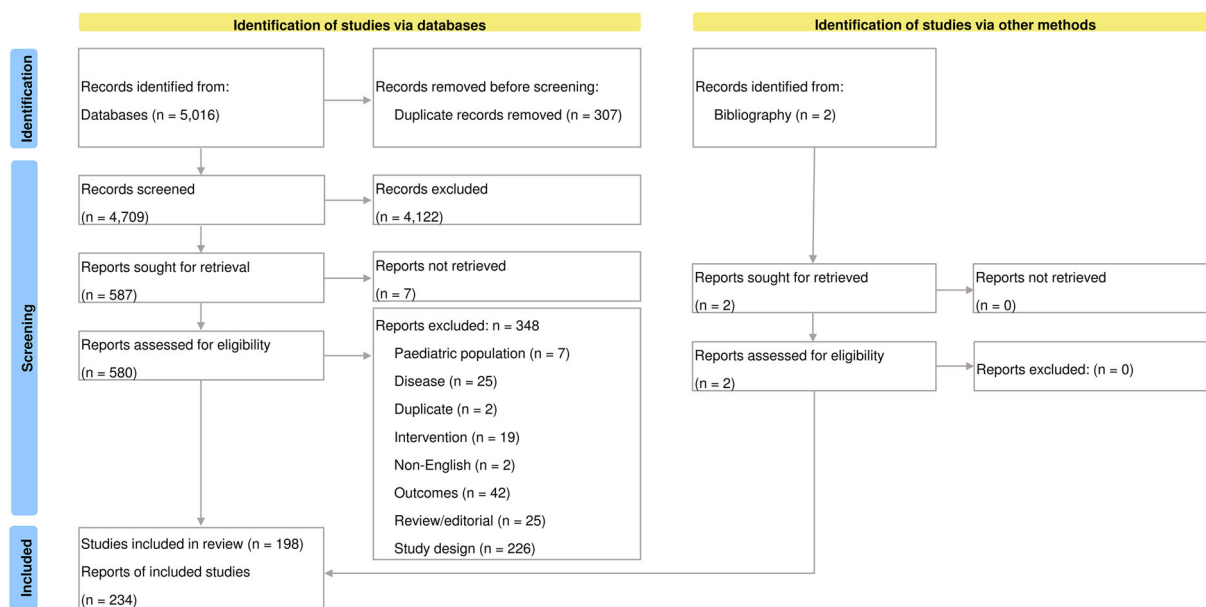 Identification of studies via databases
Identification of studies via other methods
Identification
Records identified from:
Databases (n = 5,016)
Records removed before screening:
Duplicate records removed (n = 307)
Records identified from:
Bibliography (n = 2)
Screening
Records screened
(n = 4,709)
Records excluded
(n = 4,122)
Reports sought for retrieval
(n = 587)
Reports not retrieved
(n = 7)
Reports sought for retrieved
(n = 2)
Reports not retrieved
(n = 0)
Reports assessed for eligibility
(n = 580)
Reports excluded: n = 348
Paediatric population (n = 7)
Disease (n = 25)
Duplicate (n = 2)
Intervention (n = 19)
Non-English (n = 2)
Outcomes (n = 42)
Review/editorial (n = 25)
Study design (n = 226)
Reports assessed for eligibility
(n = 2)
Reports excluded: (n = 0)
Included
Studies included in review (n = 198)
Reports of included studies
(n = 234)